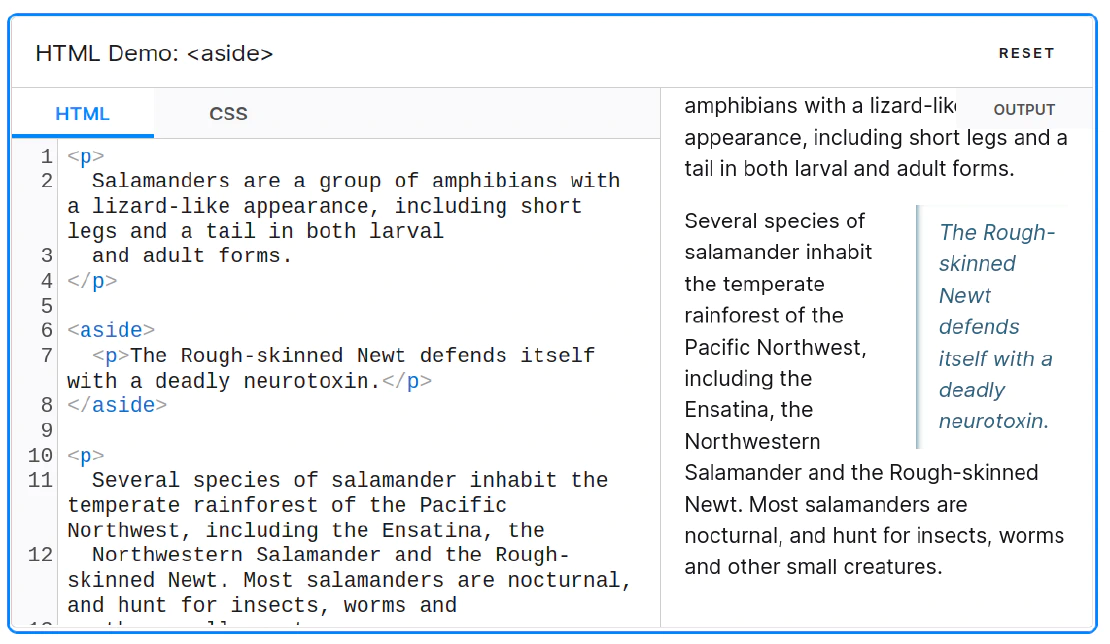 HTML Demo: <aside>
RESET
HTML
CSS
1 <p>
2   Salamanders are a group of amphibians with
a lizard-like appearance, including short
legs and a tail in both larval
3   and adult forms.
4 </p>
5
6 <aside>
7   <p>The Rough-skinned Newt defends itself
with a deadly neurotoxin.</p>
8 </aside>
9
10 <p>
11   Several species of salamander inhabit the
temperate rainforest of the Pacific
Northwest, including the Ensatina, the
12   Northwestern Salamander and the Rough-
skinned Newt. Most salamanders are nocturnal,
and hunt for insects, worms and
OUTPUT
amphibians with a lizard-like
appearance, including short legs and a
tail in both larval and adult forms.
Several species of
salamander inhabit
the temperate
rainforest of the
Pacific Northwest,
including the
Ensatina, the
Northwestern
Salamander and the Rough-skinned
Newt. Most salamanders are
nocturnal, and hunt for insects, worms
and other small creatures.
The Rough-
skinned
Newt
defends
itself with a
deadly
neurotoxin.